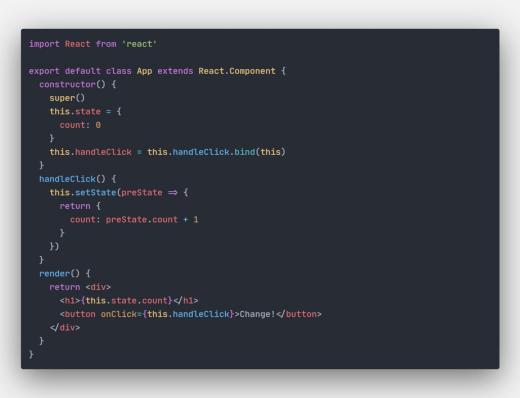 import React from 'react'
export default class App extends React.Component {
  constructor() {
    super()
    this.state = {
      count: 0
    }
    this.handleClick = this.handleClick.bind(this)
  }
  handleClick() {
    this.setState(preState => {
      return {
        count: preState.count + 1
      }
    })
  }
  render() {
    return <div>
      <h1>{this.state.count}</h1>
      <button onClick={this.handleClick}>Change!</button>
    </div>
  }
}